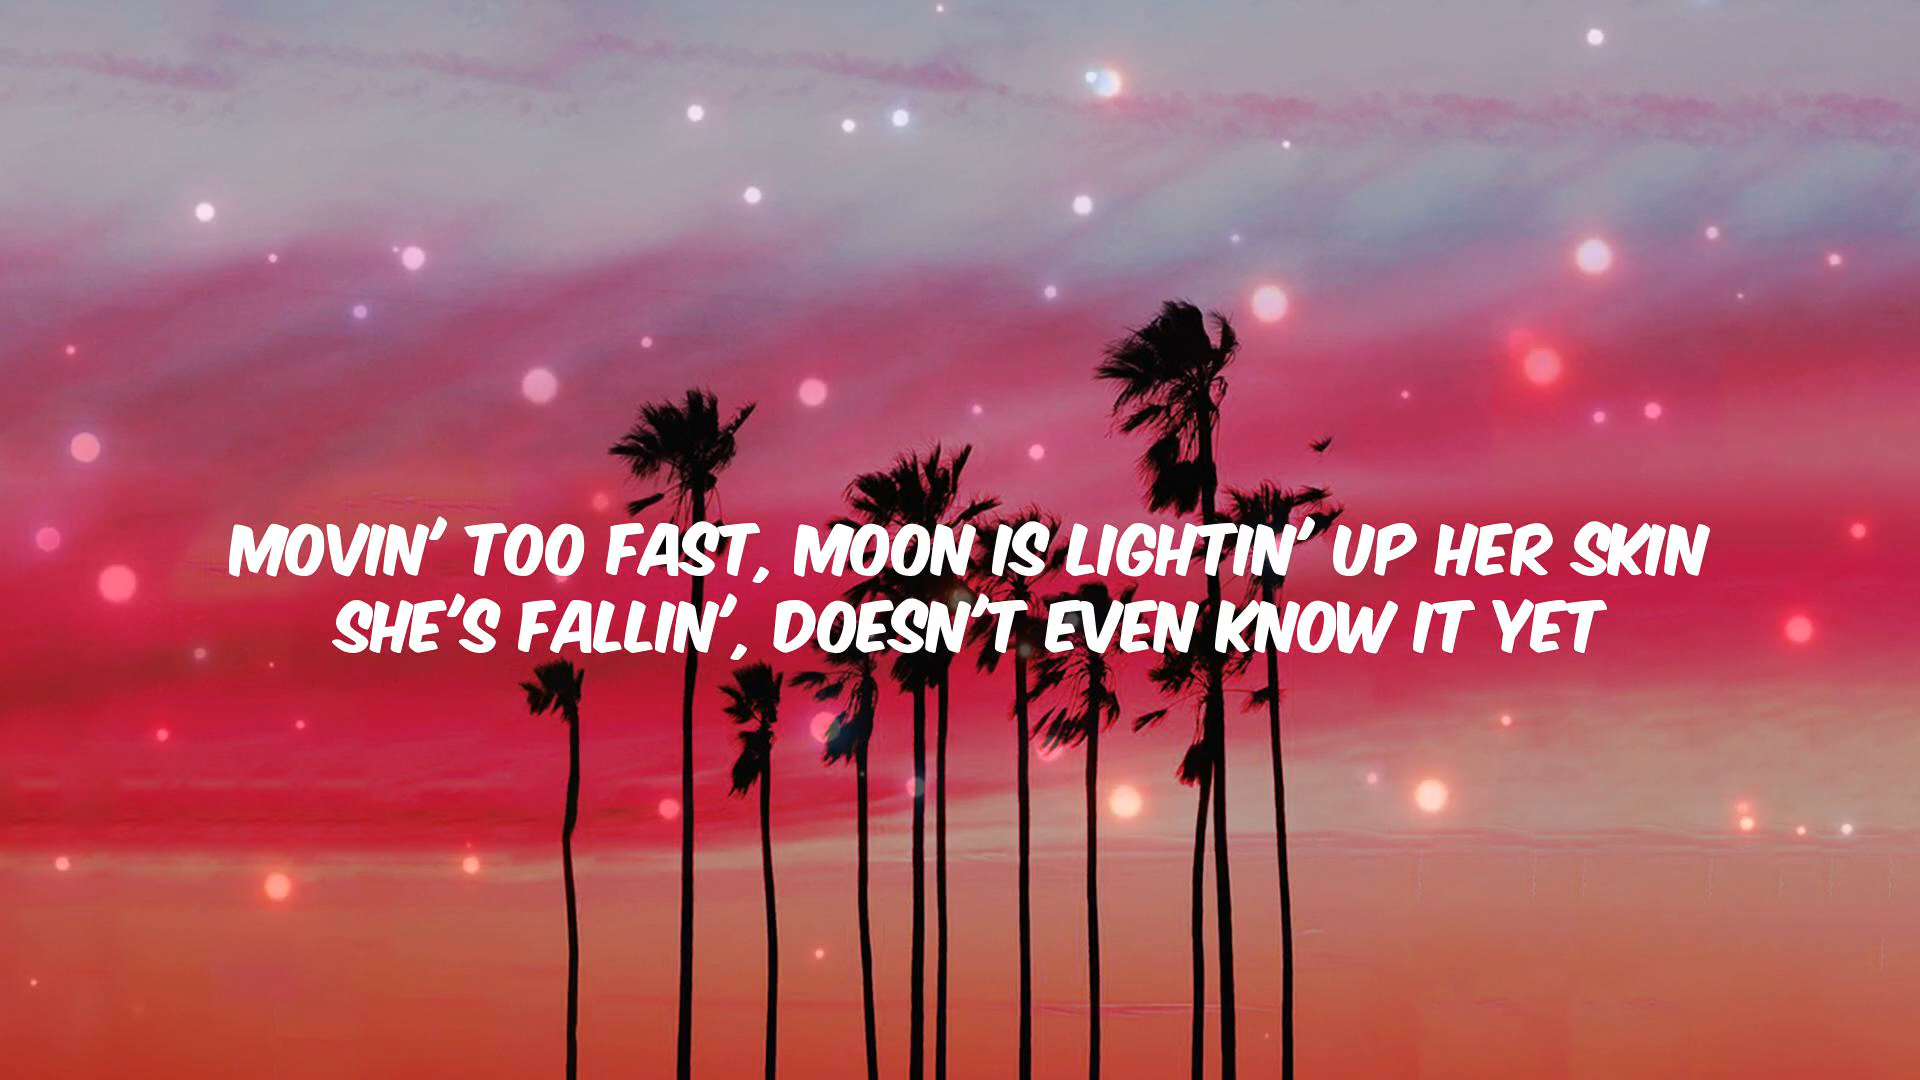 MOVIN' TOO FAST, MOON IS LIGHTIN' UP HER SKIN
SHE'S FALLIN', DOESN'T EVEN KNOW IT YET